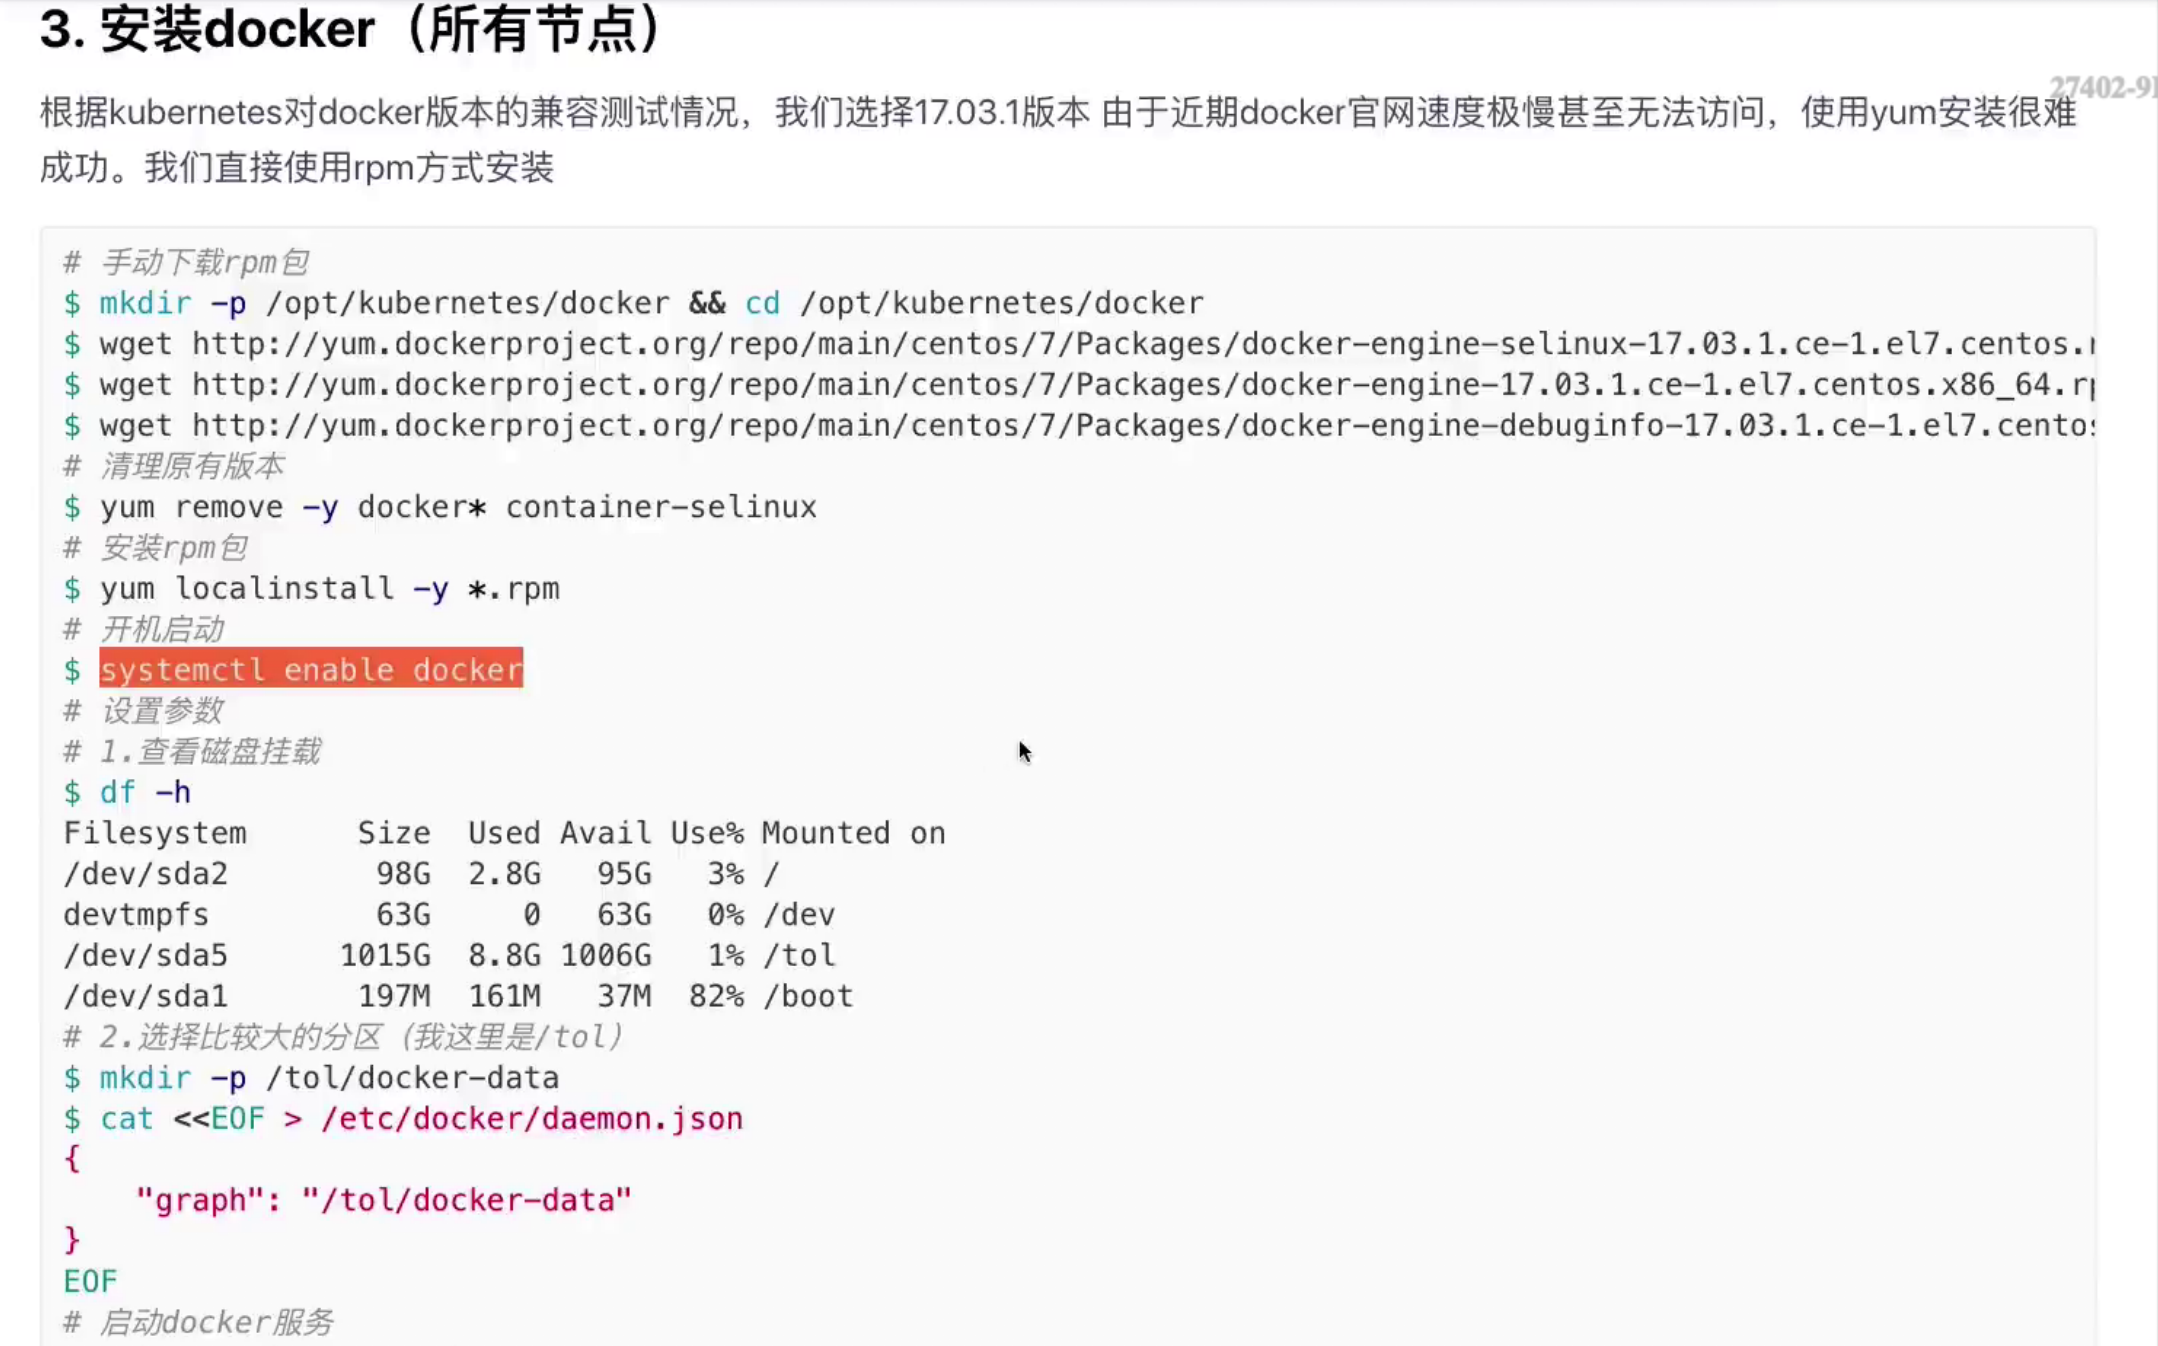 3. 安装docker（所有节点）
27402-9
根据kubernetes对docker版本的兼容测试情况，我们选择17.03.1版本 由于近期docker官网速度极慢甚至无法访问，使用yum安装很难
成功。我们直接使用rpm方式安装
# 手动下载rpm包
$ mkdir -p /opt/kubernetes/docker && cd /opt/kubernetes/docker
$ wget http://yum.dockerproject.org/repo/main/centos/7/Packages/docker-engine-selinux-17.03.1.ce-1.el7.centos.
$ wget http://yum.dockerproject.org/repo/main/centos/7/Packages/docker-engine-17.03.1.ce-1.el7.centos.x86_64.rp
$ wget http://yum.dockerproject.org/repo/main/centos/7/Packages/docker-engine-debuginfo-17.03.1.ce-1.el7.centos
# 清理原有版本
$ yum remove -y docker* container-selinux
# 安装rpm包
$ yum localinstall -y *.rpm
# 开机启动
$ systemctl enable docker
# 设置参数
# 1.查看磁盘挂载
$ df -h
Filesystem      Size  Used Avail Use% Mounted on
/dev/sda2        98G  2.8G   95G   3% /
devtmpfs         63G     0   63G   0% /dev
/dev/sda5      1015G  8.8G 1006G   1% /tol
/dev/sda1       197M  161M   37M  82% /boot
# 2.选择比较大的分区（我这里是/tol）
$ mkdir -p /tol/docker-data
$ cat <<EOF > /etc/docker/daemon.json
{
    "graph": "/tol/docker-data"
}
EOF
# 启动docker服务